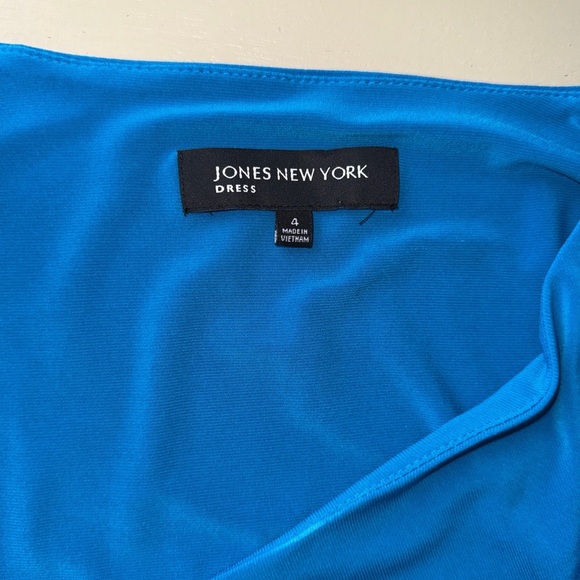 JONES NEW YORK
DRESS
4
MADE IN
VIETNAM